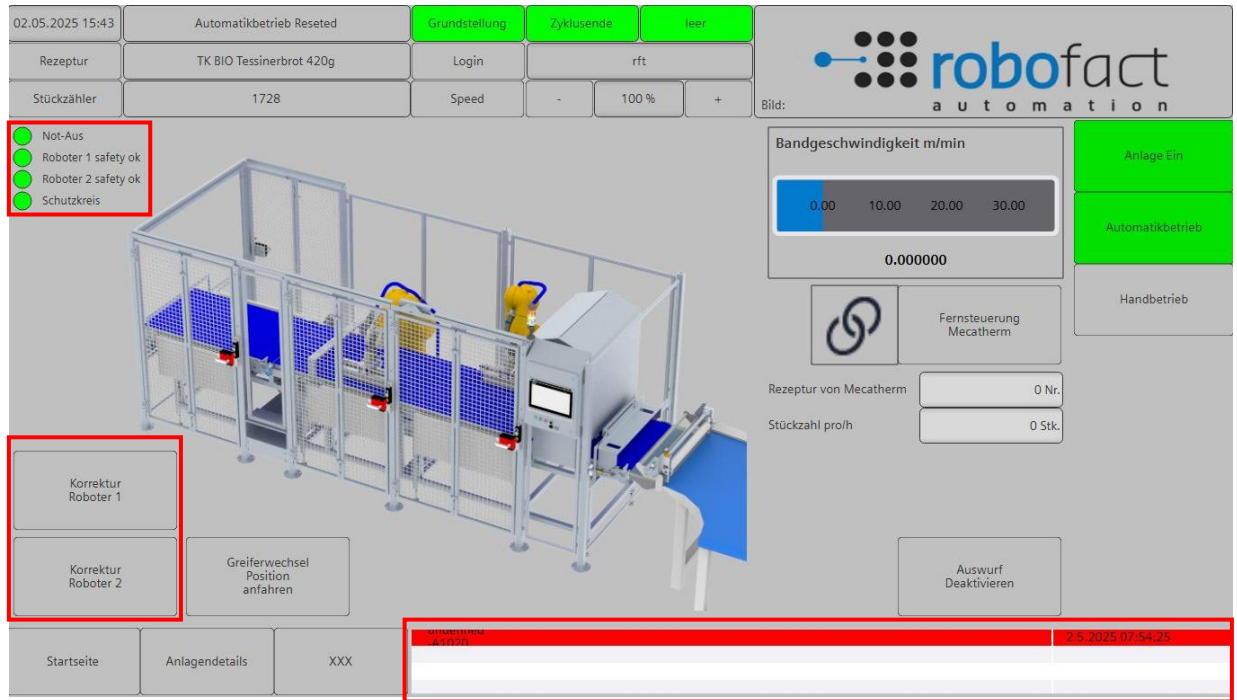 02.05.2025 15:43
Automatikbetrieb Reseted
Grundstellung
Zyklusende
leer
Rezeptur
TK BIO Tessinerbrot 420g
Login
rft
Stückzähler
1728
Speed
-
100 %
+
Bild:
robofact
automation
Not-Aus
Roboter 1 safety ok
Roboter 2 safety ok
Schutzkreis
Bandgeschwindigkeit m/min
0.00 10.00 20.00 30.00
0.000000
Anlage Ein
Automatikbetrieb
Handbetrieb
Fernsteuerung
Mecatherm
Rezeptur von Mecatherm
0 Nr.
Stückzahl pro/h
0 Stk.
Korrektur
Roboter 1
Korrektur
Roboter 2
Greiferwechsel
Position
anfahren
Auswurf
Deaktivieren
Startseite
Anlagendetails
XXX
-A1020
2.5.2025 07:54:25